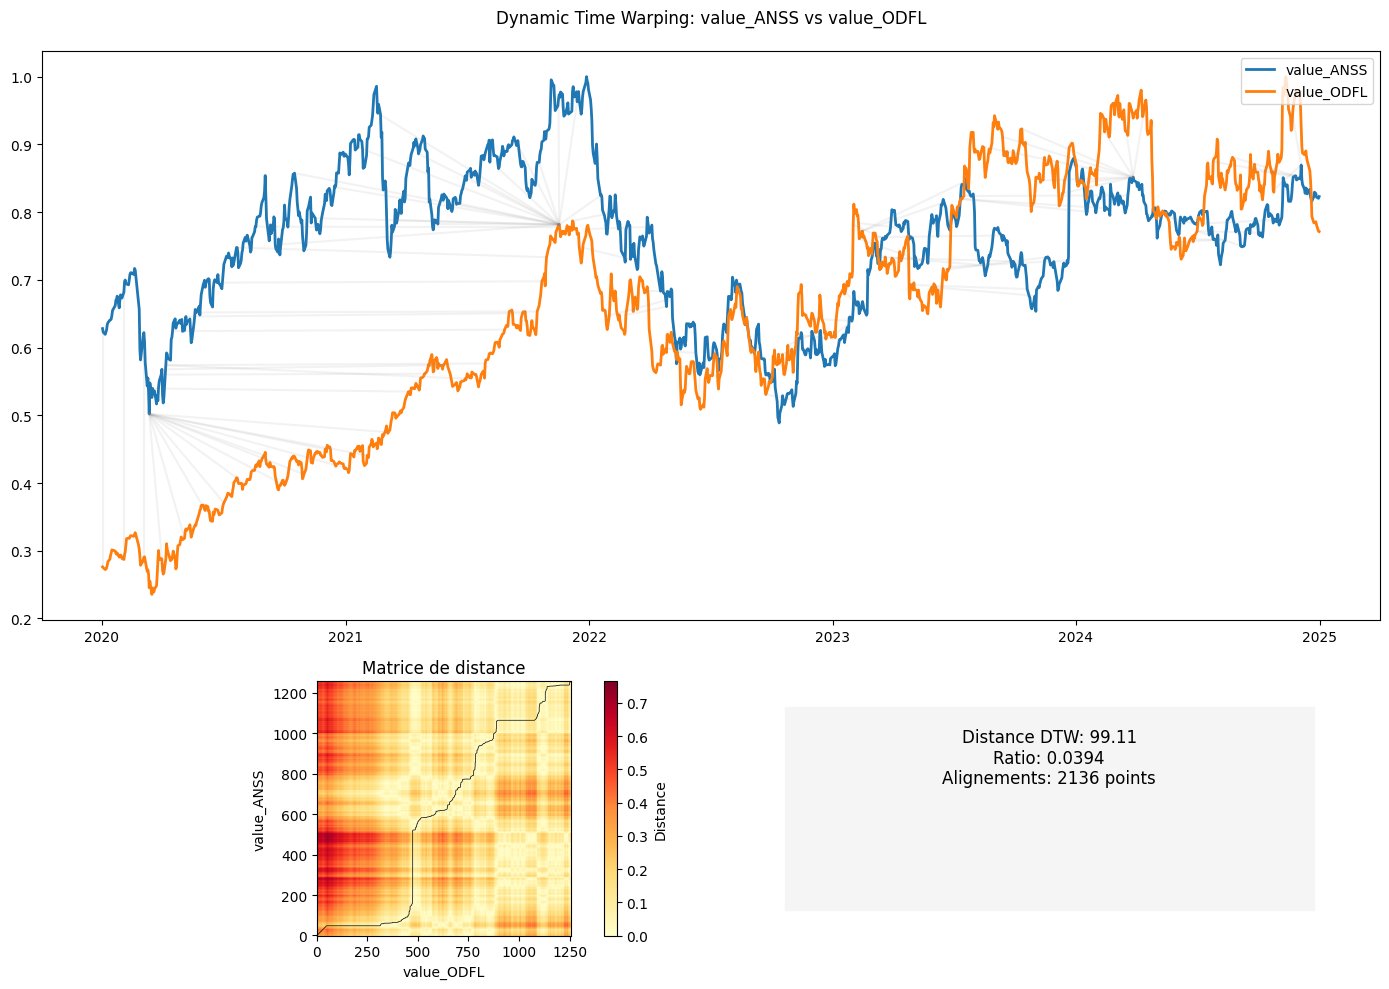 Dynamic Time Warping: value_ANSS vs value_ODFL
value_ANSS
value_ODFL
1.0
0.9
0.8
0.7
0.6
0.5
0.4
0.3
0.2
2020 2021 2022 2023 2024 2025
Matrice de distance
1200
1000
800
600
400
200
0
value_ANSS
0 250 500 750 1000 1250
value_ODFL
0.7
0.6
0.5
0.4
0.3
0.2
0.1
0.0
Distance
Distance DTW: 99.11
Ratio: 0.0394
Alignements: 2136 points